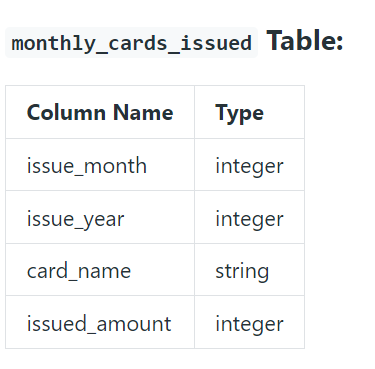 monthly_cards_issued Table:
Column Name Type
issue_month integer
issue_year integer
card_name string
issued_amount integer